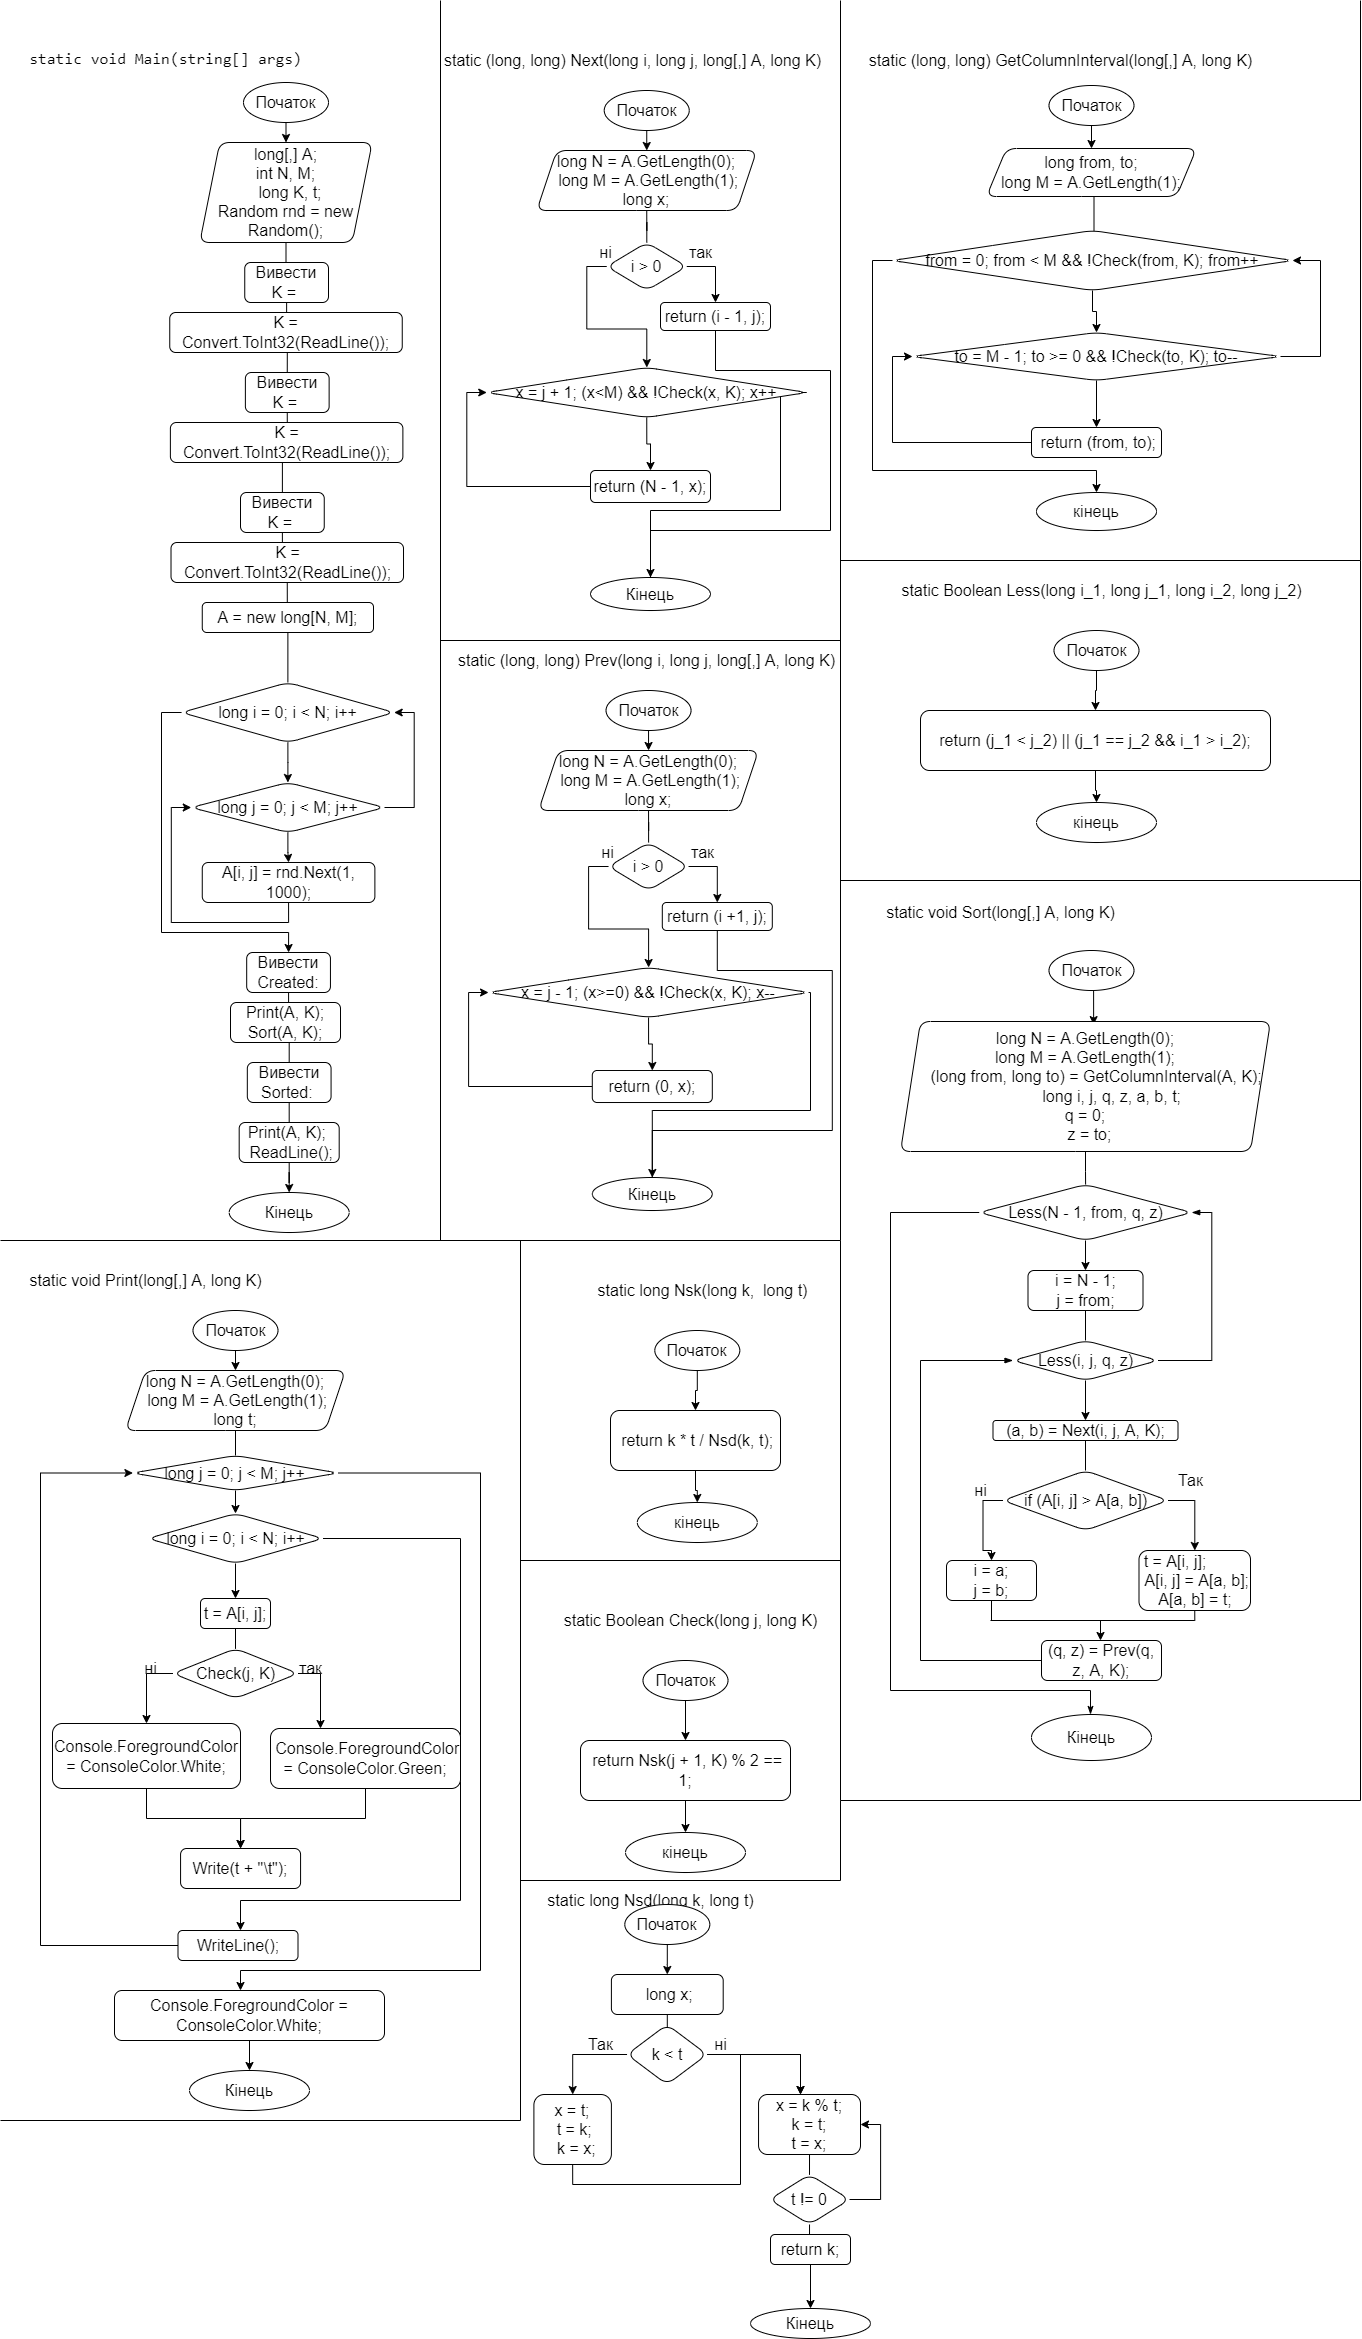 static void Main(string[] args)
Початок
long[,] A;
int N, M;
long K, t;
Random rnd = new
Random();
Вивести
K =
K =
Convert.ToInt32(ReadLine());
Вивести
K =
K =
Convert.ToInt32(ReadLine());
Вивести
K =
K =
Convert.ToInt32(ReadLine());
A = new long[N, M];
long i = 0; i < N; i++
long j = 0; j < M; j++
A[i, j] = rnd.Next(1,
1000);
Вивести
Created:
Print(A, K);
Sort(A, K);
Вивести
Sorted:
Print(A, K);
ReadLine();
Кінець
static (long, long) Next(long i, long j, long[,] A, long K)
Початок
long N = A.GetLength(0);
long M = A.GetLength(1);
long x;
ні
так
i > 0
return (i - 1, j);
x = j + 1; (x<M) && !Check(x, K); x++
return (N - 1, x);
Кінець
static (long, long) Prev(long i, long j, long[,] A, long K)
Початок
long N = A.GetLength(0);
long M = A.GetLength(1);
long x;
ні
так
i > 0
return (i +1, j);
x = j - 1; (x>=0) && !Check(x, K); x--
return (0, x);
Кінець
static (long, long) GetColumnInterval(long[,] A, long K)
Початок
long from, to;
long M = A.GetLength(1);
from = 0; from < M && !Check(from, K); from++
to = M - 1; to >= 0 && !Check(to, K); to--
return (from, to);
кінець
static Boolean Less(long i_1, long j_1, long i_2, long j_2)
Початок
return (j_1 < j_2) || (j_1 == j_2 && i_1 > i_2);
кінець
static void Sort(long[,] A, long K)
Початок
long N = A.GetLength(0);
long M = A.GetLength(1);
(long from, long to) = GetColumnInterval(A, K);
long i, j, q, z, a, b, t;
q = 0;
z = to;
Less(N - 1, from, q, z)
i = N - 1;
j = from;
Less(i, j, q, z)
(a, b) = Next(i, j, A, K);
ні
Так
if (A[i, j] > A[a, b])
i = a;
j = b;
t = A[i, j];
A[i, j] = A[a, b];
A[a, b] = t;
(q, z) = Prev(q,
z, A, K);
Кінець
static void Print(long[,] A, long K)
Початок
long N = A.GetLength(0);
long M = A.GetLength(1);
long t;
long j = 0; j < M; j++
long i = 0; i < N; i++
t = A[i, j];
ні
так
Check(j, K)
Console.ForegroundColor
= ConsoleColor.White;
Console.ForegroundColor
= ConsoleColor.Green;
Write(t + "\t");
WriteLine();
Console.ForegroundColor =
ConsoleColor.White;
Кінець
static long Nsk(long k, long t)
Початок
return k * t / Nsd(k, t);
кінець
static Boolean Check(long j, long K)
Початок
return Nsk(j + 1, K) % 2 ==
1;
кінець
static long Nsd(long k, long t)
Початок
long x;
Так
ні
k < t
x = t;
t = k;
k = x;
x = k % t;
k = t;
t = x;
t != 0
return k;
Кінець